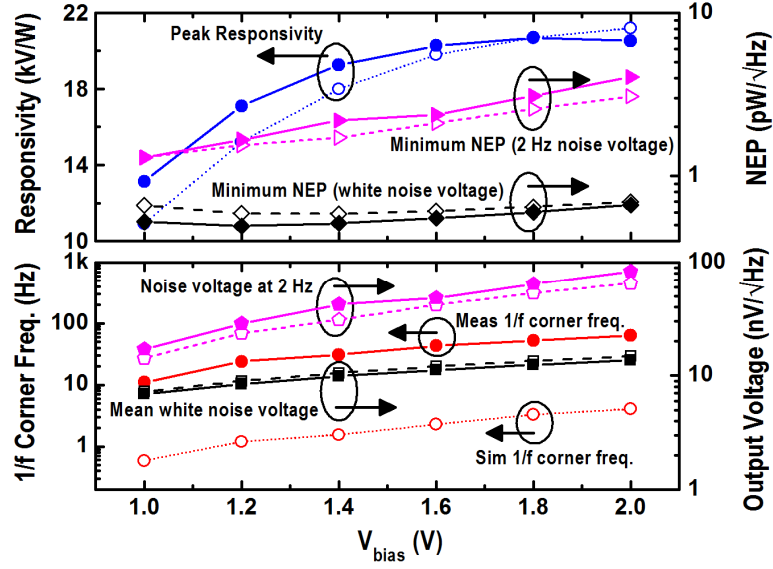 Responsivity (kV/W)
22
18
14
10
Peak Responsivity
Minimum NEP (2 Hz noise voltage)
Minimum NEP (white noise voltage)
10
1
NEP (pW/√Hz)
1/f Corner Freq. (Hz)
1k
100
10
1
Noise voltage at 2 Hz
Meas 1/f corner freq.
Mean white noise voltage
Sim 1/f corner freq.
100
10
1
Output Voltage (nV/√Hz)
1.0 1.2 1.4 1.6 1.8 2.0
Vbias (V)